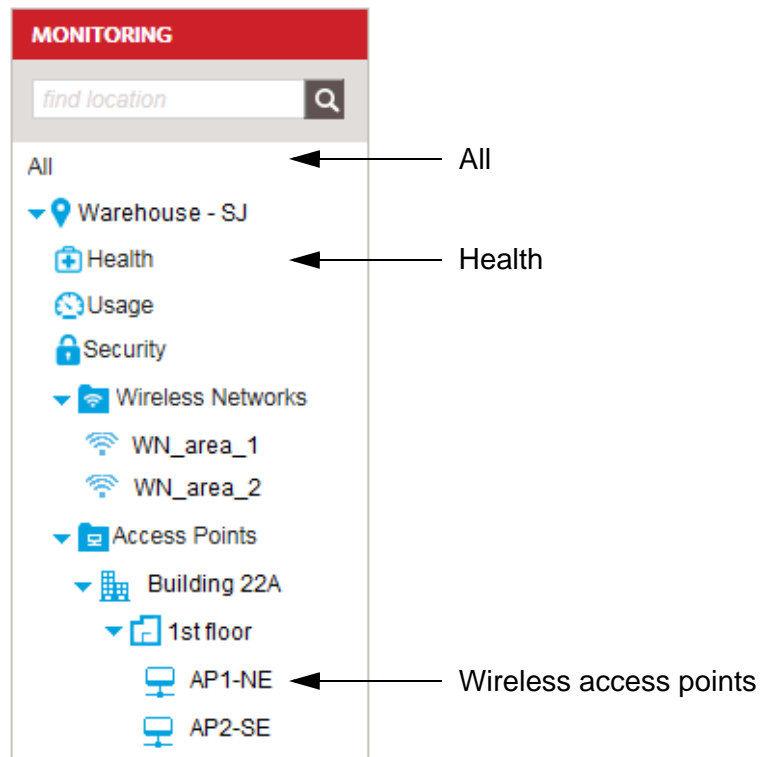 MONITORING
find location
All
All
Warehouse - SJ
Health
Health
Usage
Security
Wireless Networks
WN_area_1
WN_area_2
Access Points
Building 22A
1st floor
AP1-NE
Wireless access points
AP2-SE